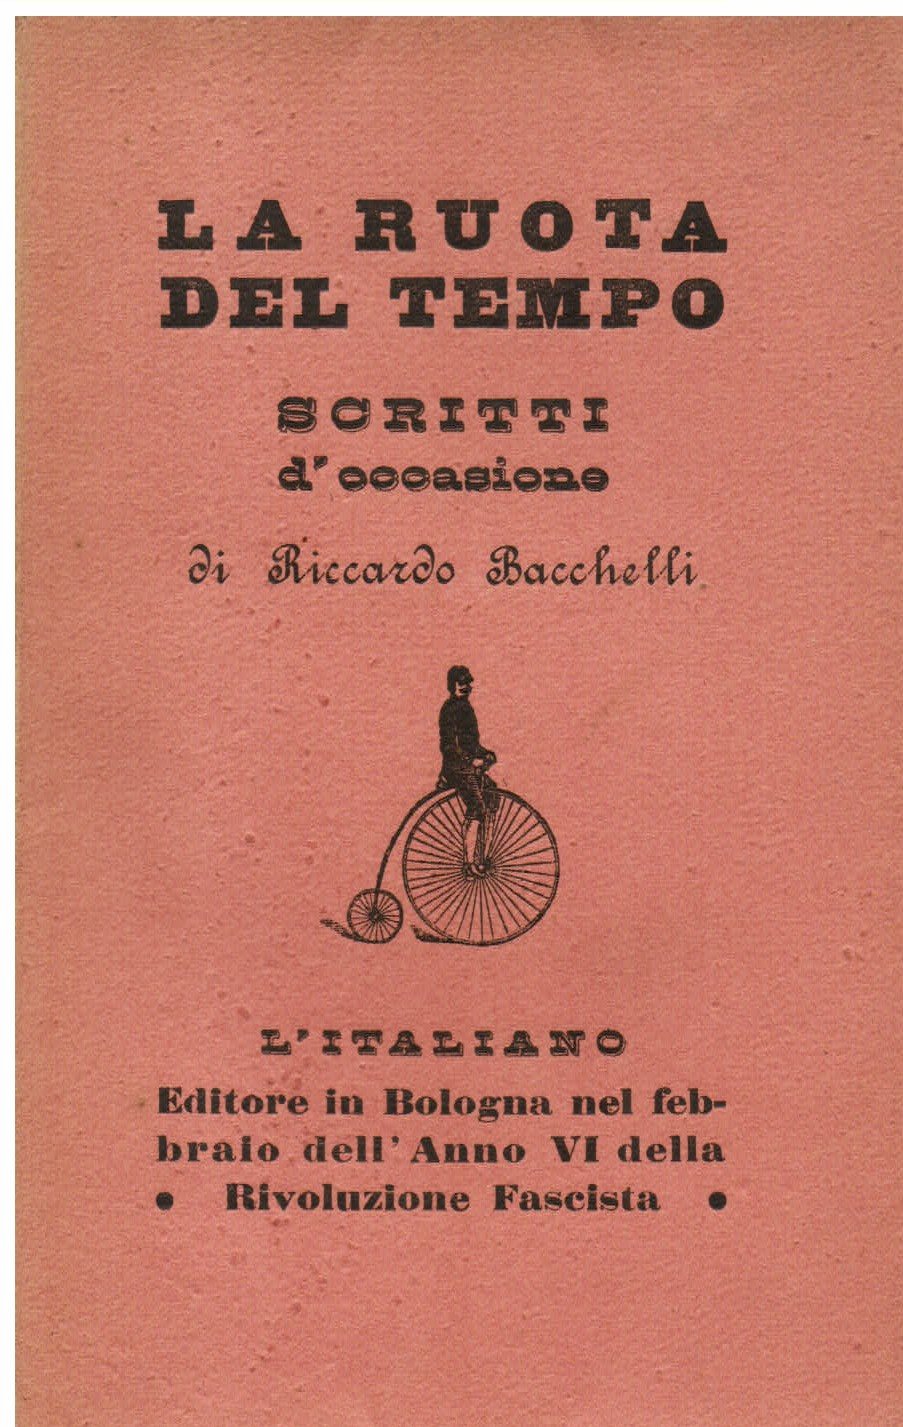 LA RUOTA
DEL TEMPO
SCRITTI
d'occasione
di Riccardo Bacchelli
L'ITALIANO
Editore in Bologna nel feb-
braio dell'Anno VI della
• Rivoluzione Fascista •